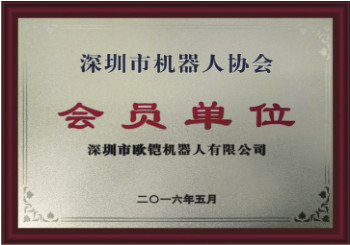 深圳市机器人协会
会员单位
深圳市欧铠机器人有限公司
二〇一六年五月